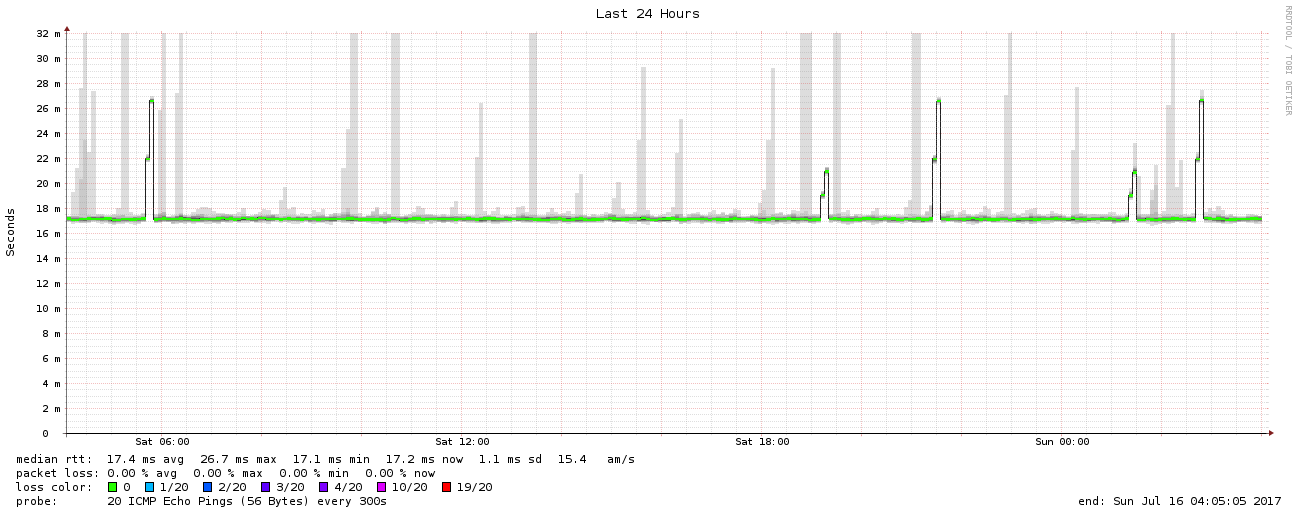 Last 24 Hours
RRDTOOL / TOBI OETIKER
Seconds
32 m
30 m
28 m
26 m
24 m
22 m
20 m
18 m
16 m
14 m
12 m
10 m
8 m
6 m
4 m
2 m
0
Sat 06:00 Sat 12:00 Sat 18:00 Sun 00:00
median rtt: 17.4 ms avg 26.7 ms max 17.1 ms min 17.2 ms now 1.1 ms sd 15.4 am/s
packet loss: 0.00 % avg 0.00 % max 0.00 % min 0.00 % now
loss color: 0 1/20 2/20 3/20 4/20 10/20 19/20
probe: 20 ICMP Echo Pings (56 Bytes) every 300s end: Sun Jul 16 04:05:05 2017